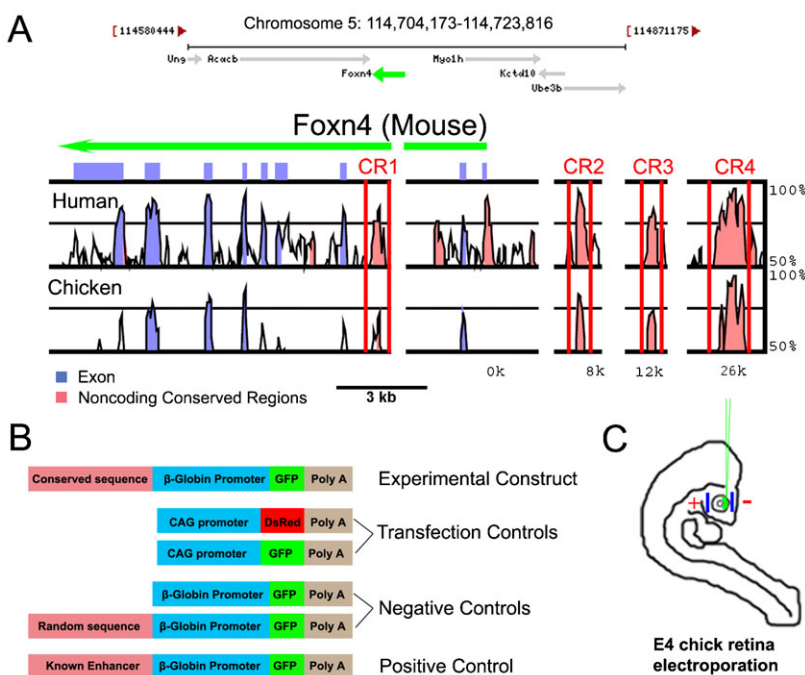 A
Chromosome 5: 114,704,173-114,723,816
[114580444
[114871175
Ung
Acacb
Foxn4
Myo1h
Kctd10
Ube3b
Foxn4 (Mouse)
CR1
CR2
CR3
CR4
Human
100%
50%
Chicken
100%
50%
0k
8k
12k
26k
Exon
Noncoding Conserved Regions
3 kb
B
Conserved sequence β-Globin Promoter GFP Poly A Experimental Construct
CAG promoter DsRed Poly A
Transfection Controls
CAG promoter GFP Poly A
β-Globin Promoter GFP Poly A
Negative Controls
Random sequence β-Globin Promoter GFP Poly A
Known Enhancer β-Globin Promoter GFP Poly A Positive Control
C
+ -
E4 chick retina
electroporation